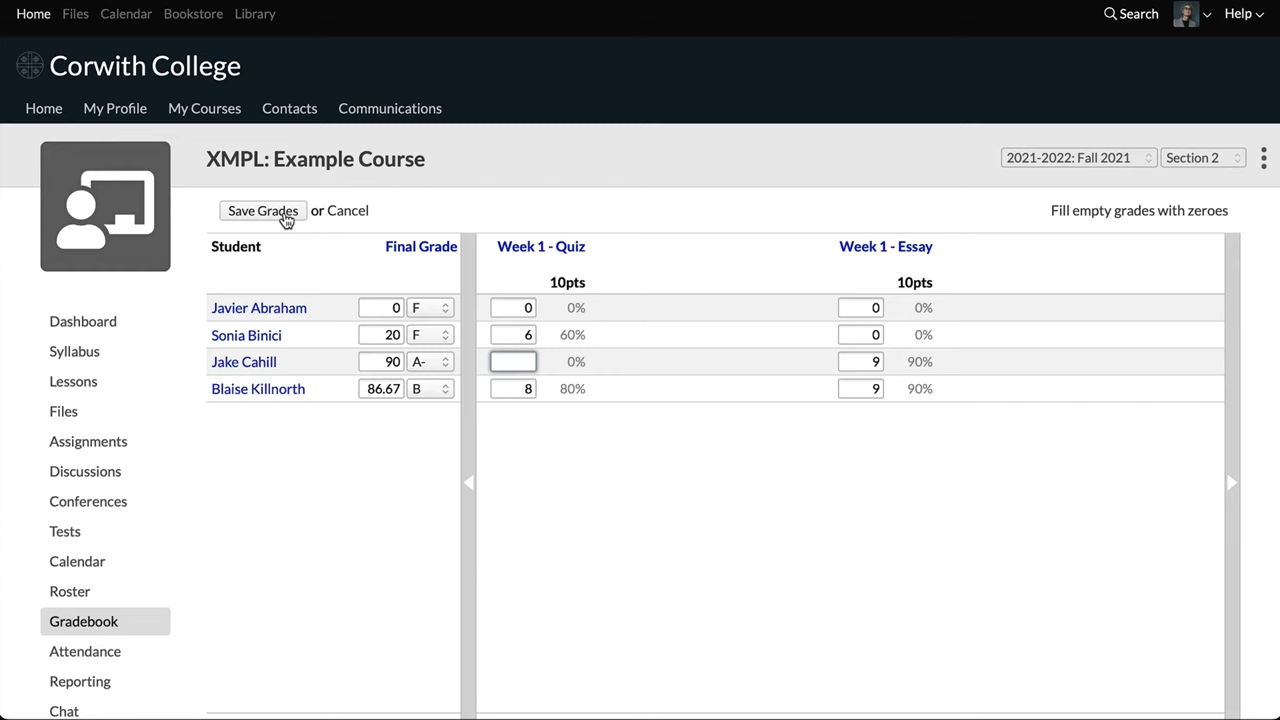 Home Files Calendar Bookstore Library Search Help
Corwith College
Home My Profile My Courses Contacts Communications
XMPL: Example Course 2021-2022: Fall 2021 Section 2
Save Grades or Cancel Fill empty grades with zeroes
Student Final Grade Week 1 - Quiz Week 1 - Essay
10pts 10pts
Javier Abraham 0 F 0 0% 0 0%
Sonia Binici 20 F 6 60% 0 0%
Jake Cahill 90 A- 0% 9 90%
Blaise Killnorth 86.67 B 8 80% 9 90%
Dashboard
Syllabus
Lessons
Files
Assignments
Discussions
Conferences
Tests
Calendar
Roster
Gradebook
Attendance
Reporting
Chat